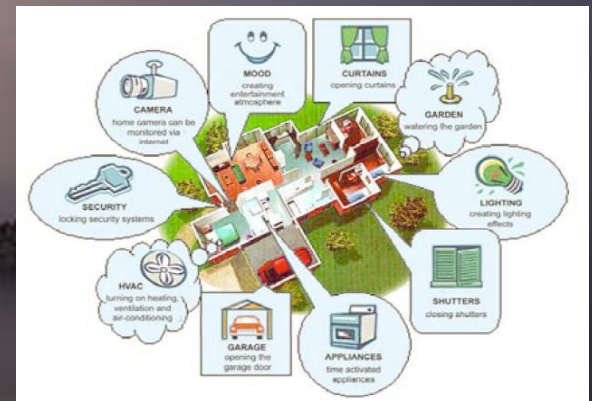 MOOD
creating
entertainment
atmosphere
CURTAINS
opening curtains
CAMERA
home camera can be
monitored via
internet
GARDEN
watering the garden
SECURITY
locking security systems
LIGHTING
creating lighting
effects
HVAC
turning on heating,
ventilation and
air-conditioning
SHUTTERS
closing shutters
GARAGE
opening the
garage door
APPLIANCES
time activated
appliances